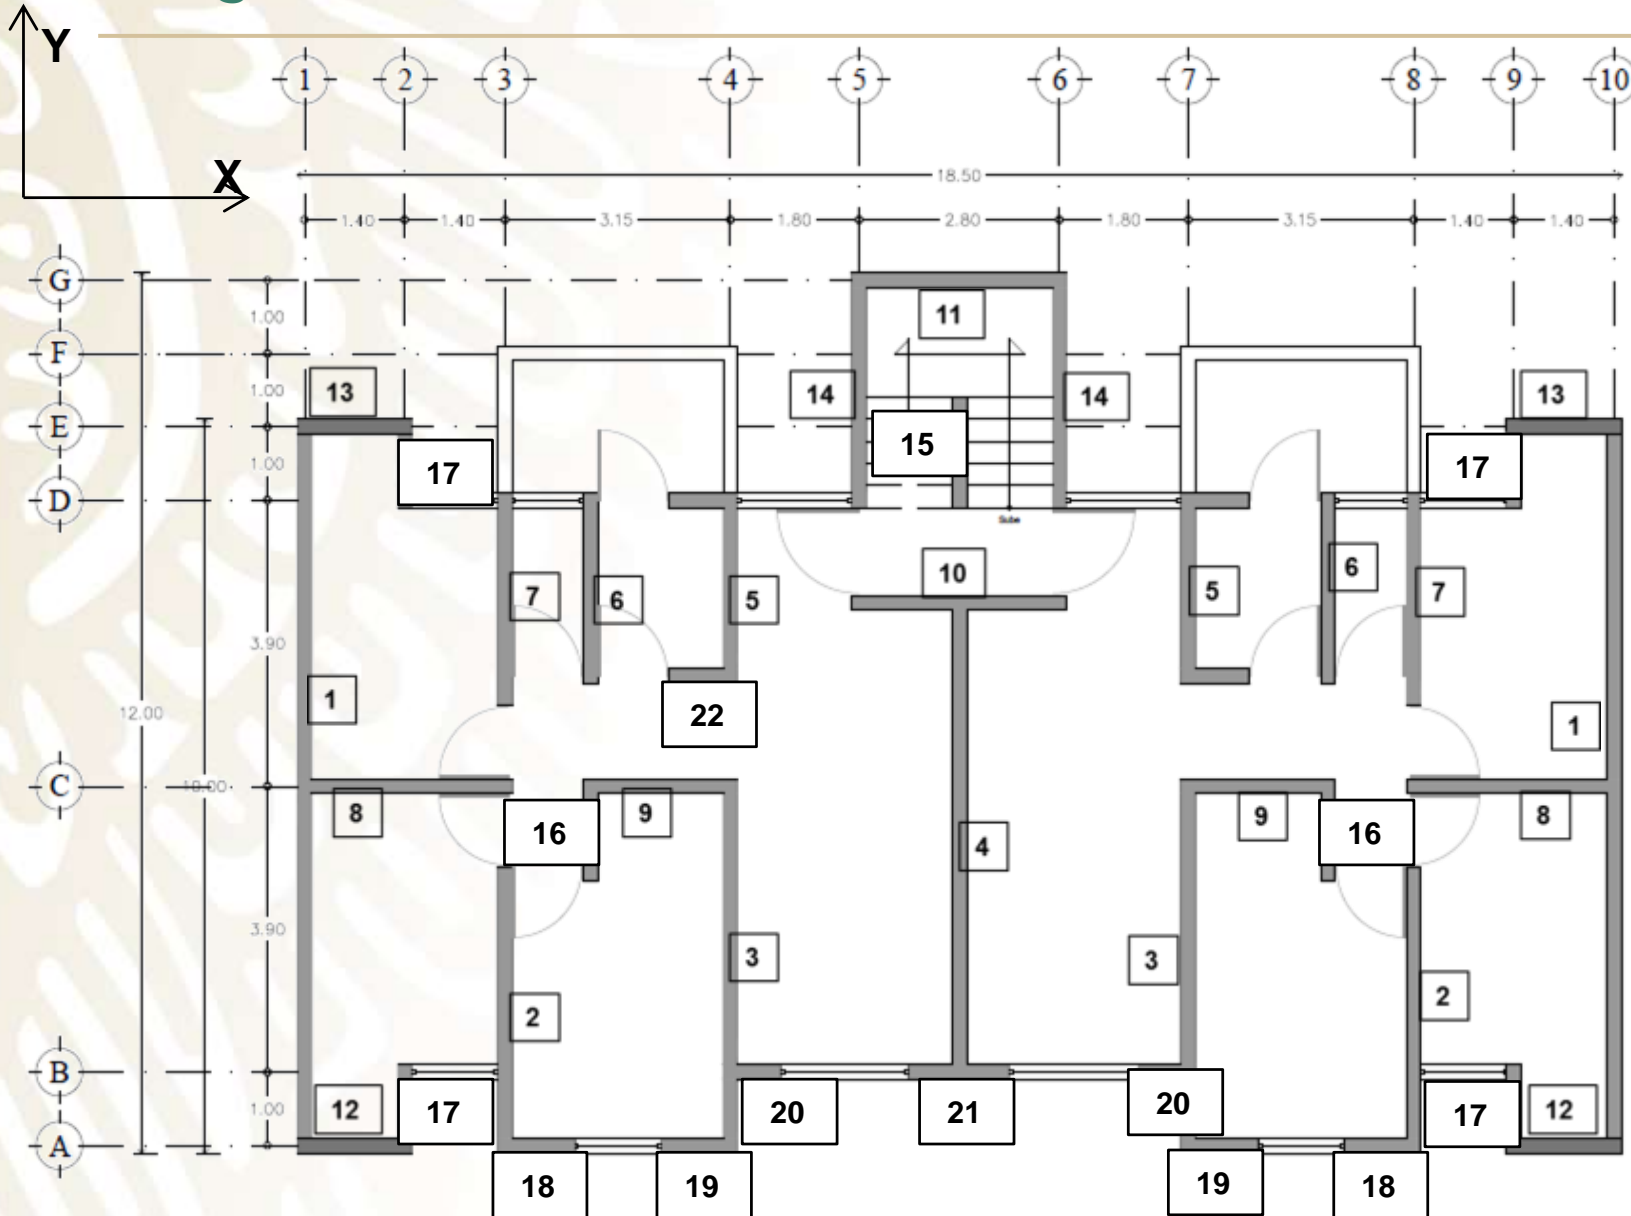 Y
1 2 3 4 5 6 7 8 9 10
X
18.50
1.40 1.40 3.15 1.80 2.80 1.80 3.15 1.40 1.40
G
1.00
11
F
13 14 14 13
1.00
E
15
17 17
1.00
D
Sube
7 6 5 10 5 6 7
3.90
1 22 12.00 1
C
10.00
8 16 9 4 9 16 8
3.90
3 3
2 2
B
1.00
12 17 20 21 20 17 12
A
18 19 19 18